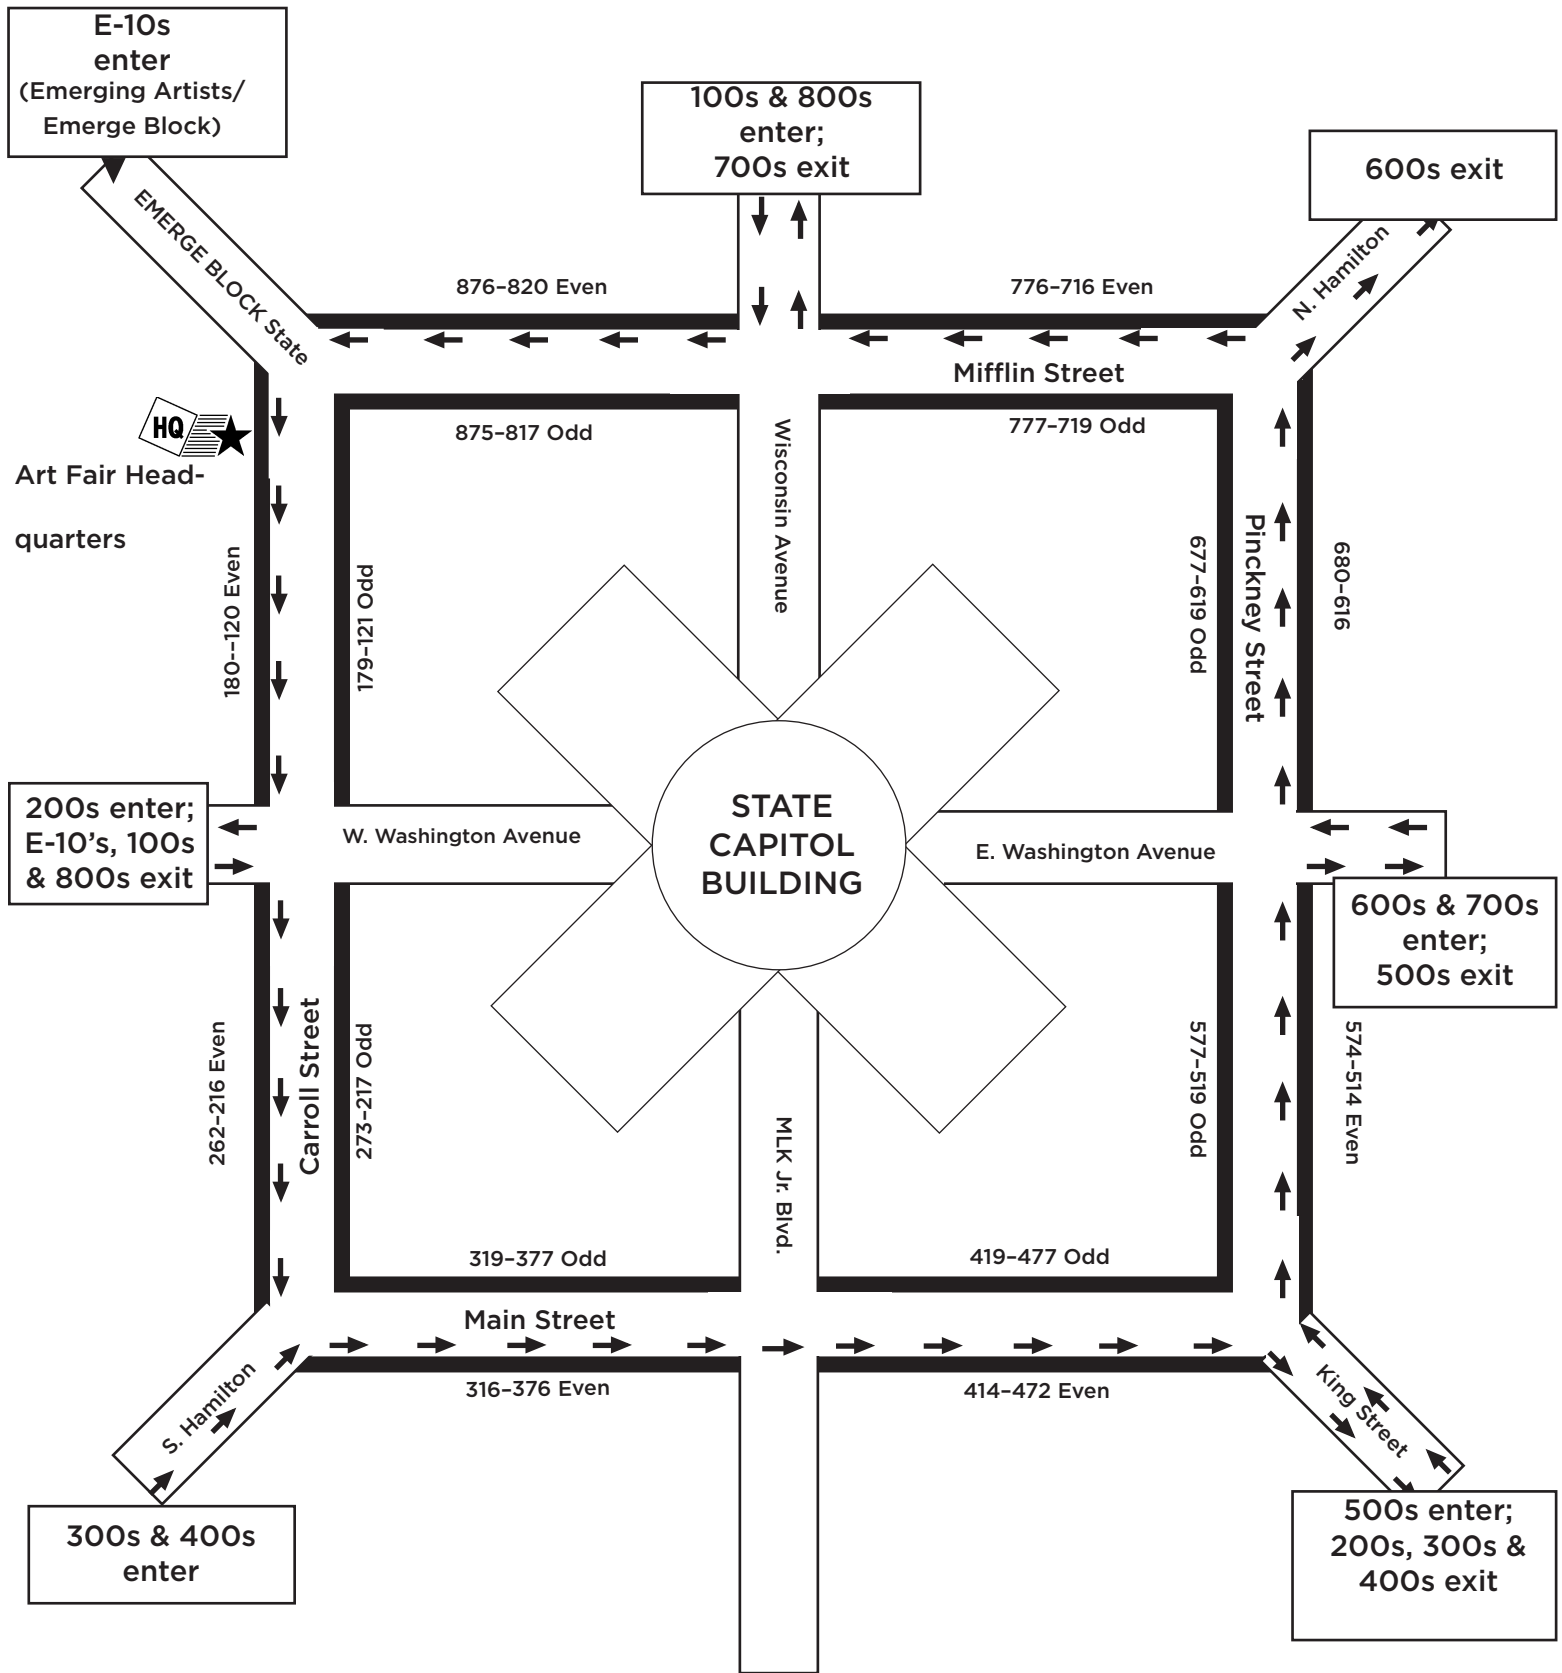 E-10s
enter
(Emerging Artists/
Emerge Block)
100s & 800s
enter;
700s exit
600s exit
EMERGE BLOCK State
N. Hamilton
876–820 Even
776–716 Even
Mifflin Street
875–817 Odd
777–719 Odd
HQ
Art Fair Head-
quarters
Wisconsin Avenue
180-–120 Even
179–121 Odd
677–619 Odd
Pinckney Street
680–616
200s enter;
E-10’s, 100s
& 800s exit
W. Washington Avenue
STATE
CAPITOL
BUILDING
E. Washington Avenue
600s & 700s
enter;
500s exit
262–216 Even
Carroll Street
273–217 Odd
MLK Jr. Blvd.
577–519 Odd
574–514 Even
319–377 Odd
419–477 Odd
Main Street
316–376 Even
414–472 Even
S. Hamilton
King Street
300s & 400s
enter
500s enter;
200s, 300s &
400s exit